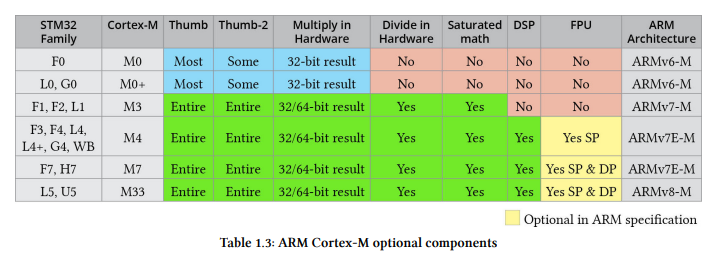 STM32 Family Cortex-M Thumb Thumb-2 Multiply in Hardware Divide in Hardware Saturated math DSP FPU ARM Architecture
F0 M0 Most Some 32-bit result No No No No ARMv6-M
L0, G0 M0+ Most Some 32-bit result No No No No ARMv6-M
F1, F2, L1 M3 Entire Entire 32/64-bit result Yes Yes No No ARMv7-M
F3, F4, L4, L4+, G4, WB M4 Entire Entire 32/64-bit result Yes Yes Yes Yes SP ARMv7E-M
F7, H7 M7 Entire Entire 32/64-bit result Yes Yes Yes Yes SP & DP ARMv7E-M
L5, U5 M33 Entire Entire 32/64-bit result Yes Yes Yes Yes SP & DP ARMv8-M
Optional in ARM specification
Table 1.3: ARM Cortex-M optional components